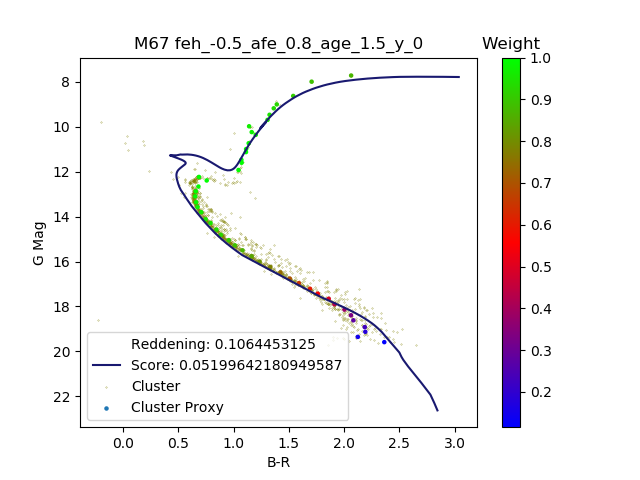 M67 feh_-0.5_afe_0.8_age_1.5_y_0
Weight
8
10
12
14
16
18
20
22
G Mag
0.0 0.5 1.0 1.5 2.0 2.5 3.0
B-R
Reddening: 0.1064453125
Score: 0.05199642180949587
Cluster
Cluster Proxy
1.0
0.9
0.8
0.7
0.6
0.5
0.4
0.3
0.2